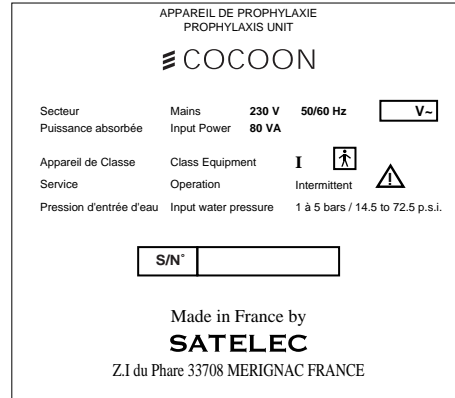 APPAREIL DE PROPHYLAXIE
PROPHYLAXIS UNIT
COCOON
Secteur Mains 230 V 50/60 Hz V~
Puissance absorbée Input Power 80 VA
Appareil de Classe Class Equipment I
Service Operation Intermittent
Pression d'entrée d'eau Input water pressure 1 à 5 bars / 14.5 to 72.5 p.s.i.
S/N°
Made in France by
SATELEC
Z.I du Phare 33708 MERIGNAC FRANCE